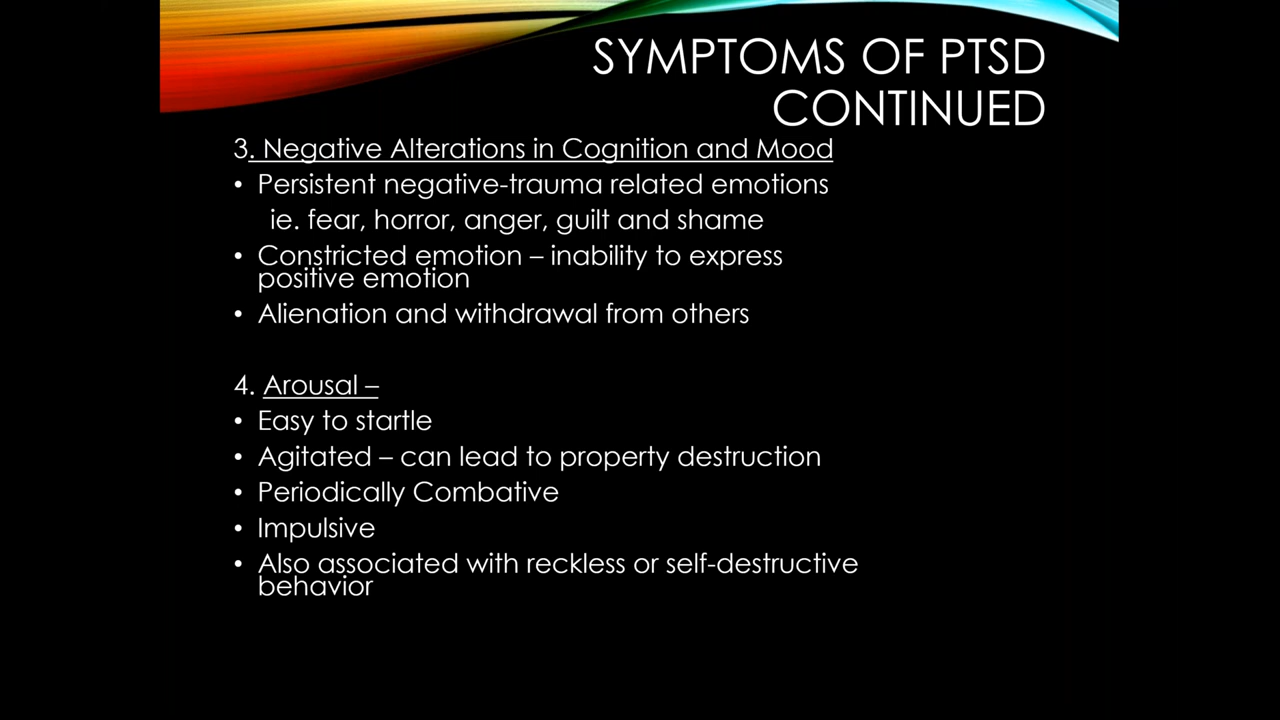 SYMPTOMS OF PTSD
CONTINUED
3. Negative Alterations in Cognition and Mood
• Persistent negative-trauma related emotions
ie. fear, horror, anger, guilt and shame
• Constricted emotion – inability to express
positive emotion
• Alienation and withdrawal from others
4. Arousal –
• Easy to startle
• Agitated – can lead to property destruction
• Periodically Combative
• Impulsive
• Also associated with reckless or self-destructive
behavior